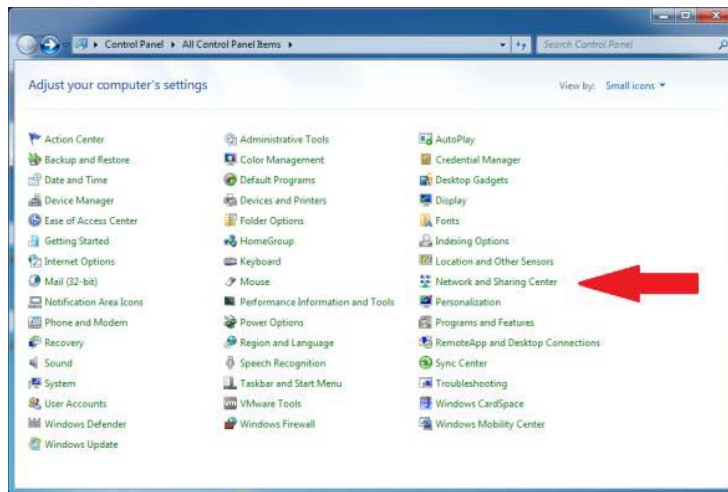 Control Panel ▸ All Control Panel Items ▸
Search Control Panel
Adjust your computer's settings
View by: Small icons
Action Center
Backup and Restore
Date and Time
Device Manager
Ease of Access Center
Getting Started
Internet Options
Mail (32-bit)
Notification Area Icons
Phone and Modem
Recovery
Sound
System
User Accounts
Windows Defender
Windows Update
Administrative Tools
Color Management
Default Programs
Devices and Printers
Folder Options
HomeGroup
Keyboard
Mouse
Performance Information and Tools
Power Options
Region and Language
Speech Recognition
Taskbar and Start Menu
VMware Tools
Windows Firewall
AutoPlay
Credential Manager
Desktop Gadgets
Display
Fonts
Indexing Options
Location and Other Sensors
Network and Sharing Center
Personalization
Programs and Features
RemoteApp and Desktop Connections
Sync Center
Troubleshooting
Windows CardSpace
Windows Mobility Center